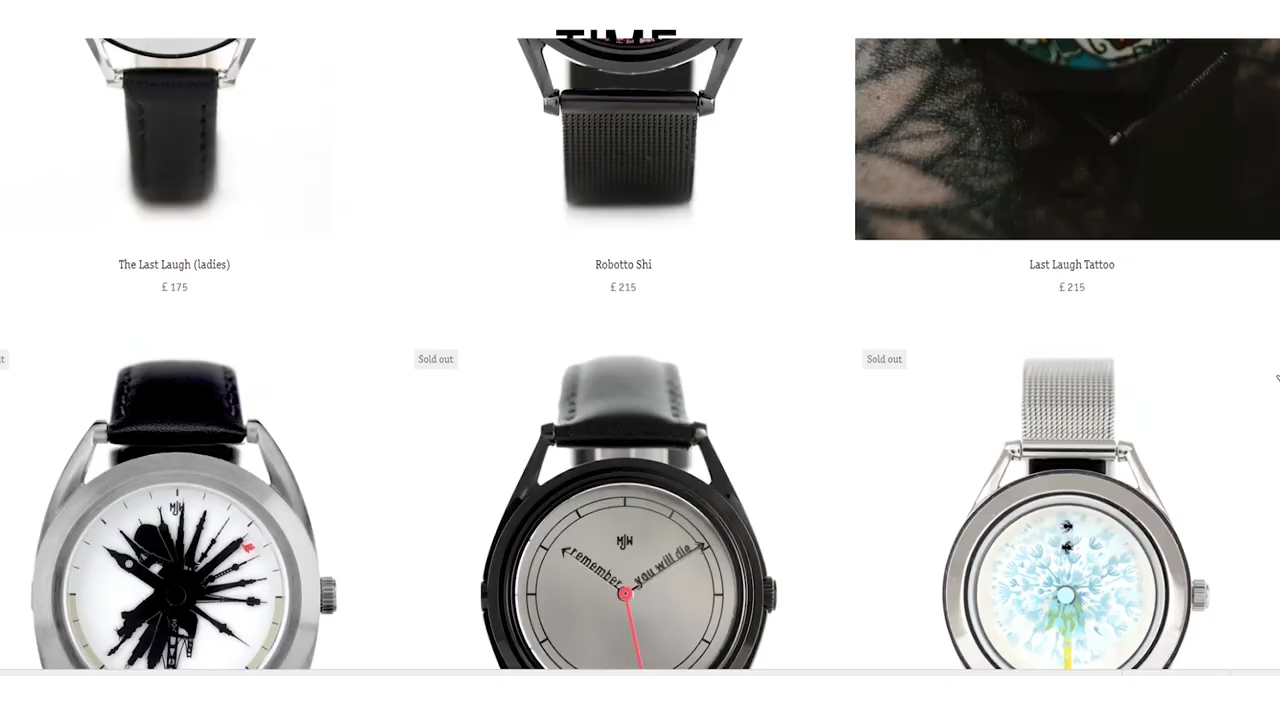 TIME
The Last Laugh (ladies)
£ 175
Robotto Shi
£ 215
Last Laugh Tattoo
£ 215
Sold out
Sold out
MJW
MJW
remember
you will die